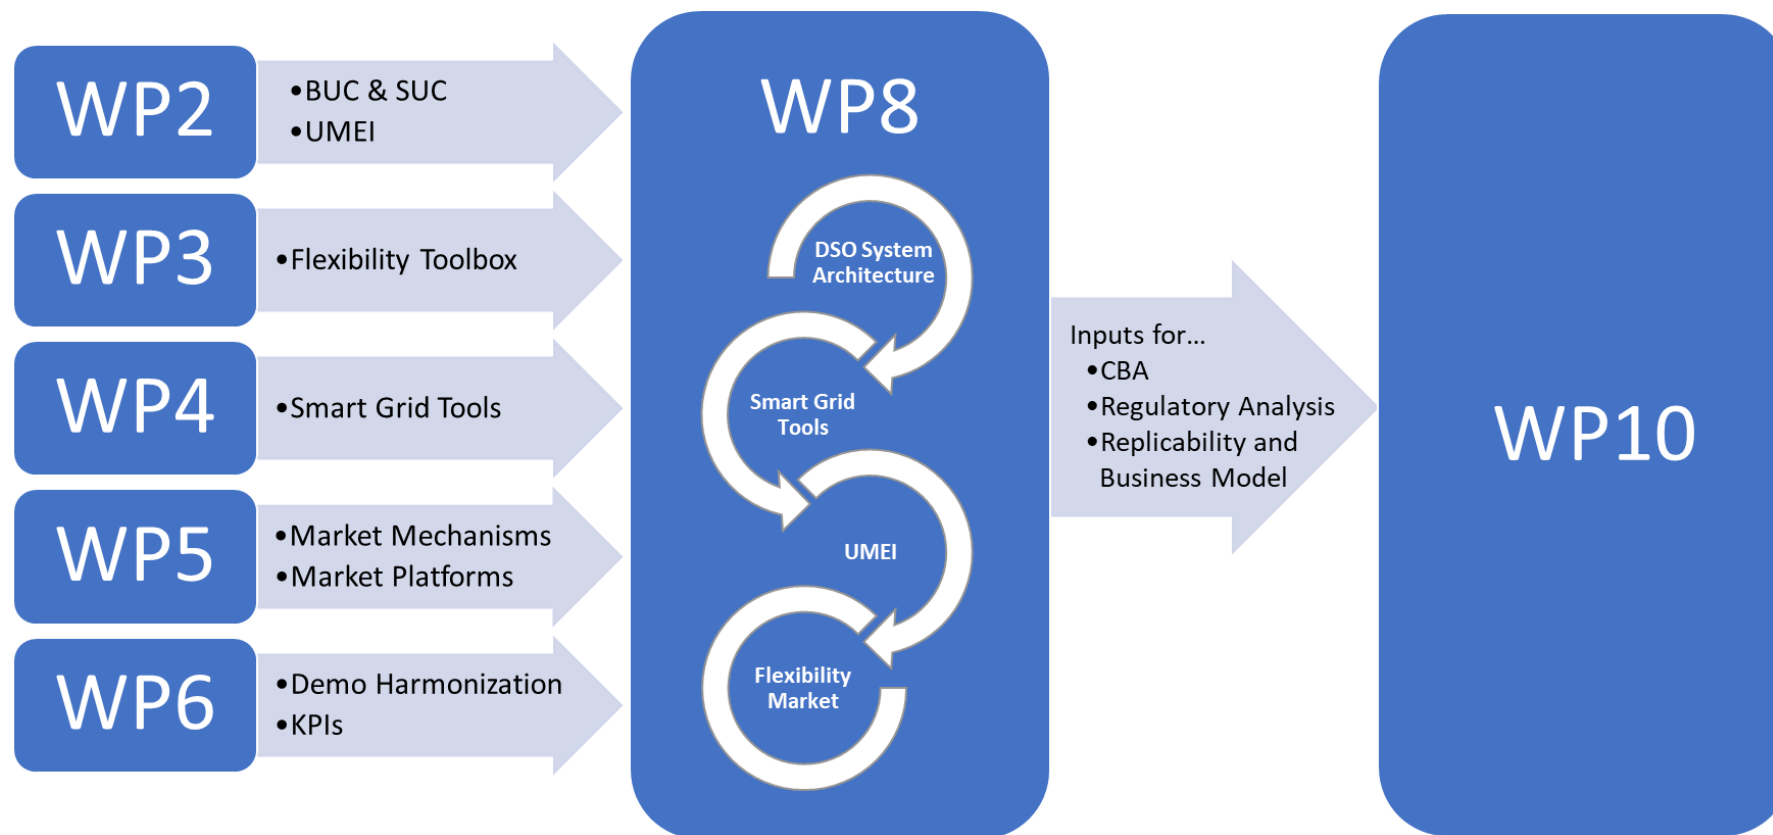 WP2
•BUC & SUC
•UMEI
WP3
•Flexibility Toolbox
WP4
•Smart Grid Tools
WP5
•Market Mechanisms
•Market Platforms
WP6
•Demo Harmonization
•KPIs
WP8
DSO System
Architecture
Smart Grid
Tools
UMEI
Flexibility
Market
Inputs for...
•CBA
•Regulatory Analysis
•Replicability and
Business Model
WP10